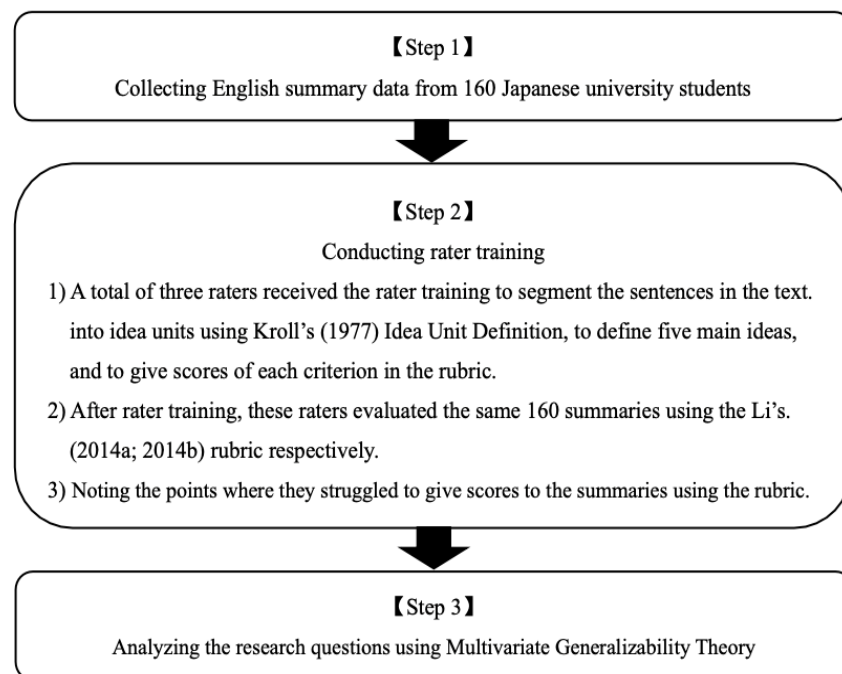 【Step 1】
Collecting English summary data from 160 Japanese university students
【Step 2】
Conducting rater training
1) A total of three raters received the rater training to segment the sentences in the text.
into idea units using Kroll’s (1977) Idea Unit Definition, to define five main ideas,
and to give scores of each criterion in the rubric.
2) After rater training, these raters evaluated the same 160 summaries using the Li’s.
(2014a; 2014b) rubric respectively.
3) Noting the points where they struggled to give scores to the summaries using the rubric.
【Step 3】
Analyzing the research questions using Multivariate Generalizability Theory